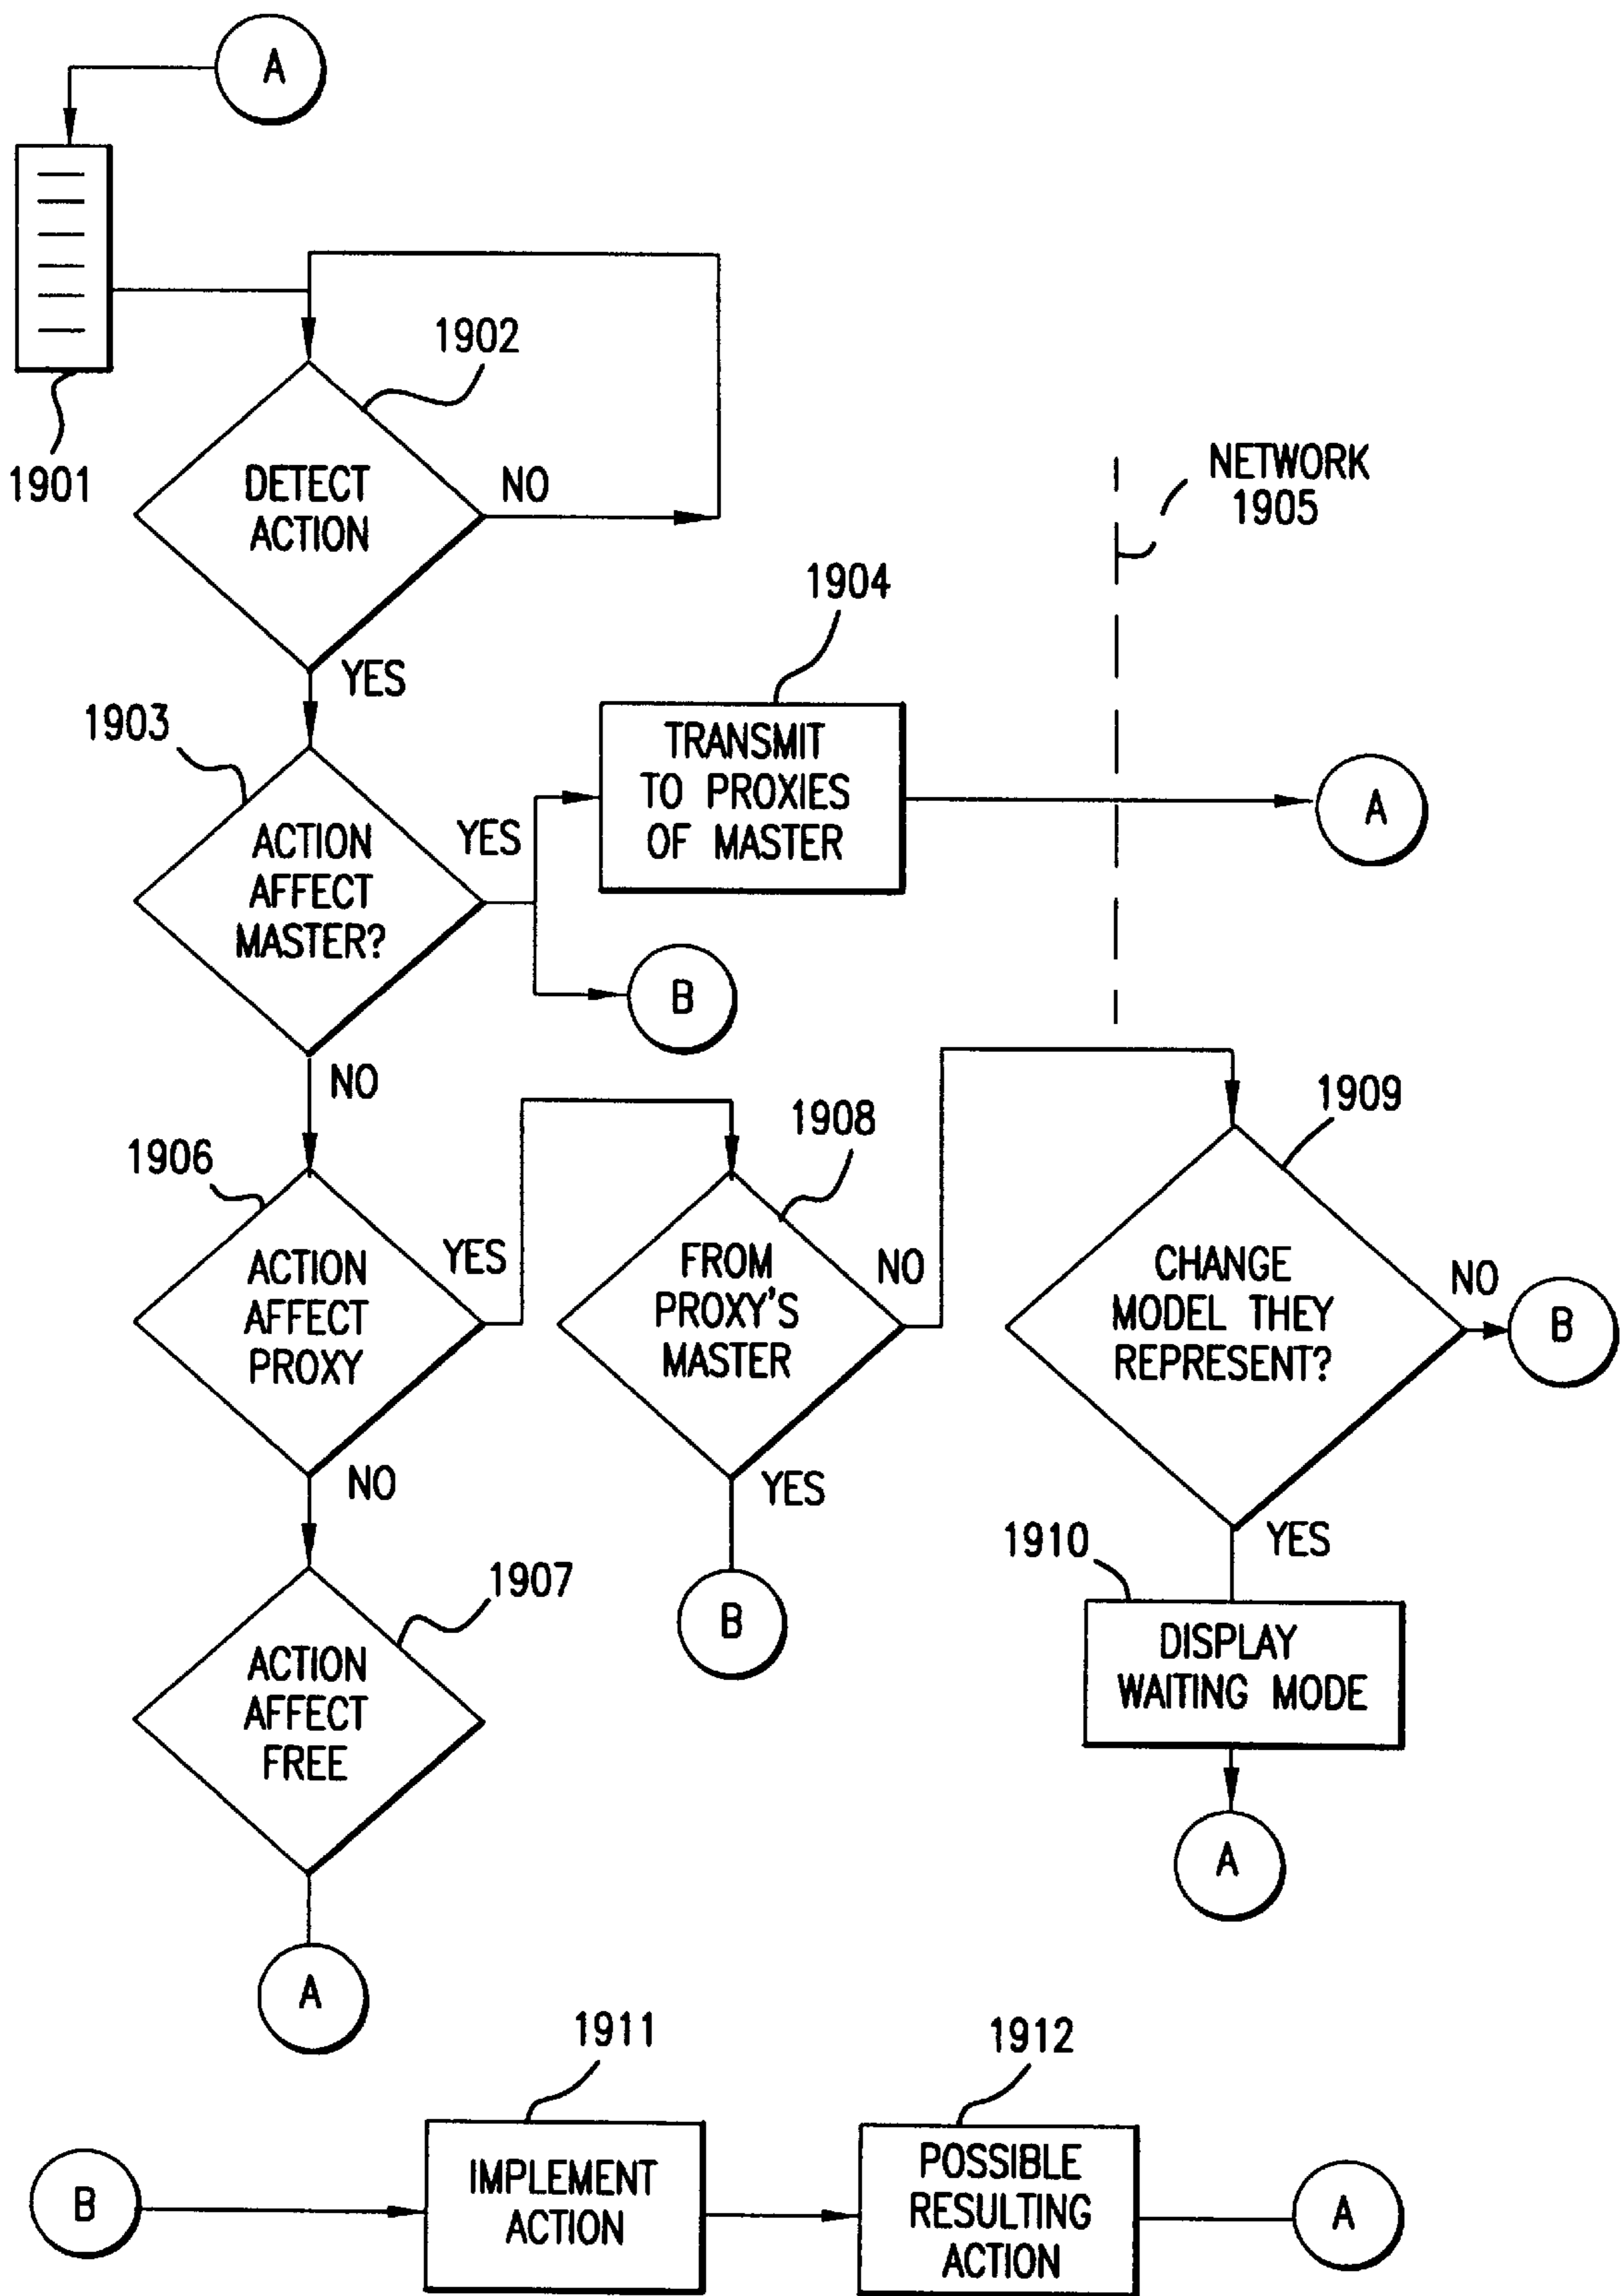 A
1901
1902
DETECT
ACTION
NO
YES
NETWORK
1905
1903
ACTION
AFFECT
MASTER?
YES
NO
1904
TRANSMIT
TO PROXIES
OF MASTER
A
B
1906
ACTION
AFFECT
PROXY
YES
NO
1908
FROM
PROXY'S
MASTER
NO
YES
B
1909
CHANGE
MODEL THEY
REPRESENT?
NO
B
YES
1910
DISPLAY
WAITING MODE
A
1907
ACTION
AFFECT
FREE
A
B
1911
IMPLEMENT
ACTION
1912
POSSIBLE
RESULTING
ACTION
A